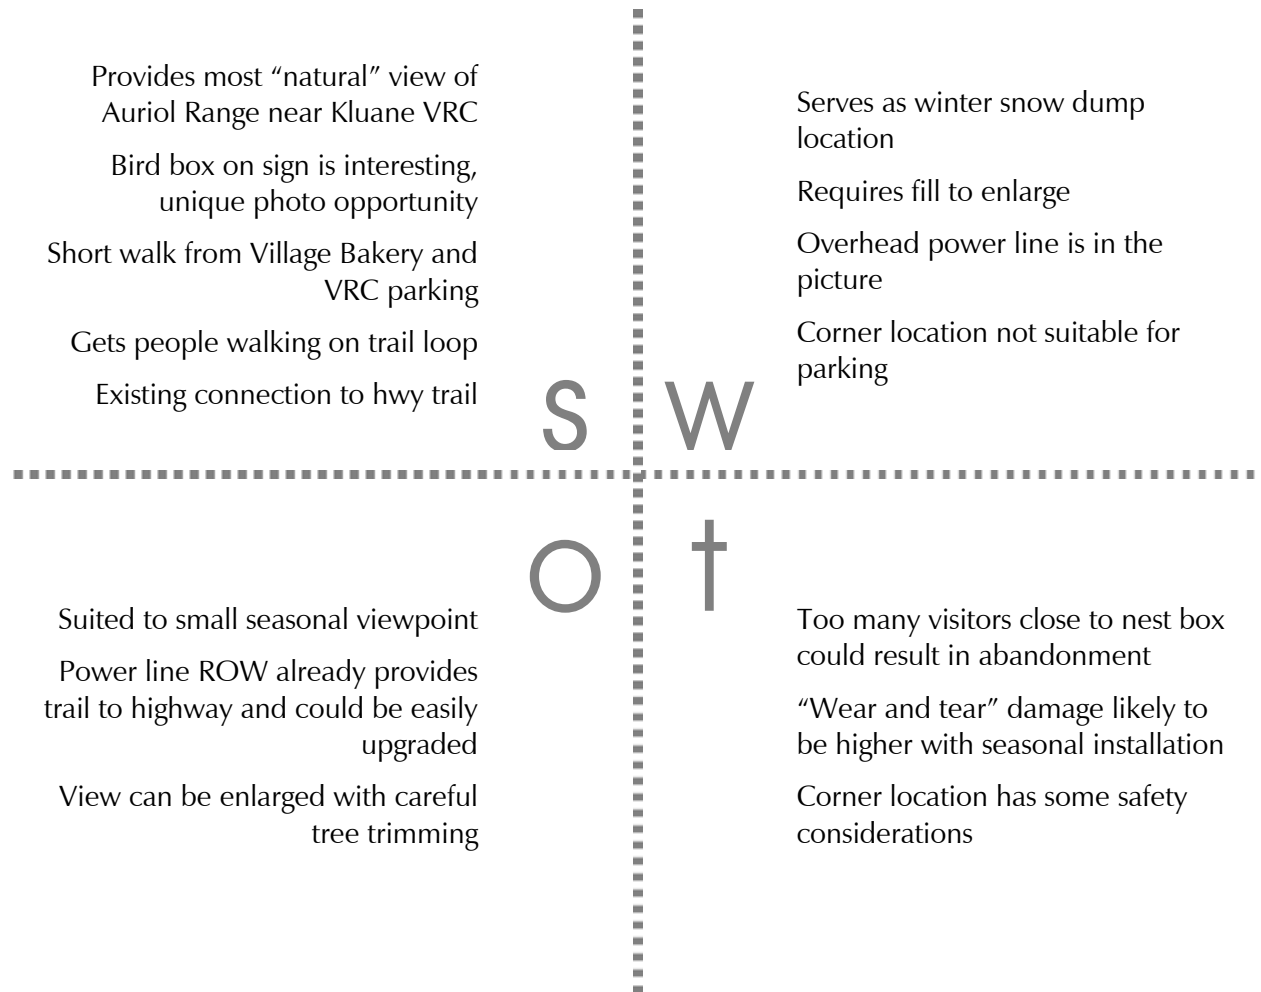 Provides most “natural” view of
Auriol Range near Kluane VRC
Bird box on sign is interesting,
unique photo opportunity
Short walk from Village Bakery and
VRC parking
Gets people walking on trail loop
Existing connection to hwy trail
s
w
Serves as winter snow dump
location
Requires fill to enlarge
Overhead power line is in the
picture
Corner location not suitable for
parking
o
t
Suited to small seasonal viewpoint
Power line ROW already provides
trail to highway and could be easily
upgraded
View can be enlarged with careful
tree trimming
Too many visitors close to nest box
could result in abandonment
“Wear and tear” damage likely to
be higher with seasonal installation
Corner location has some safety
considerations